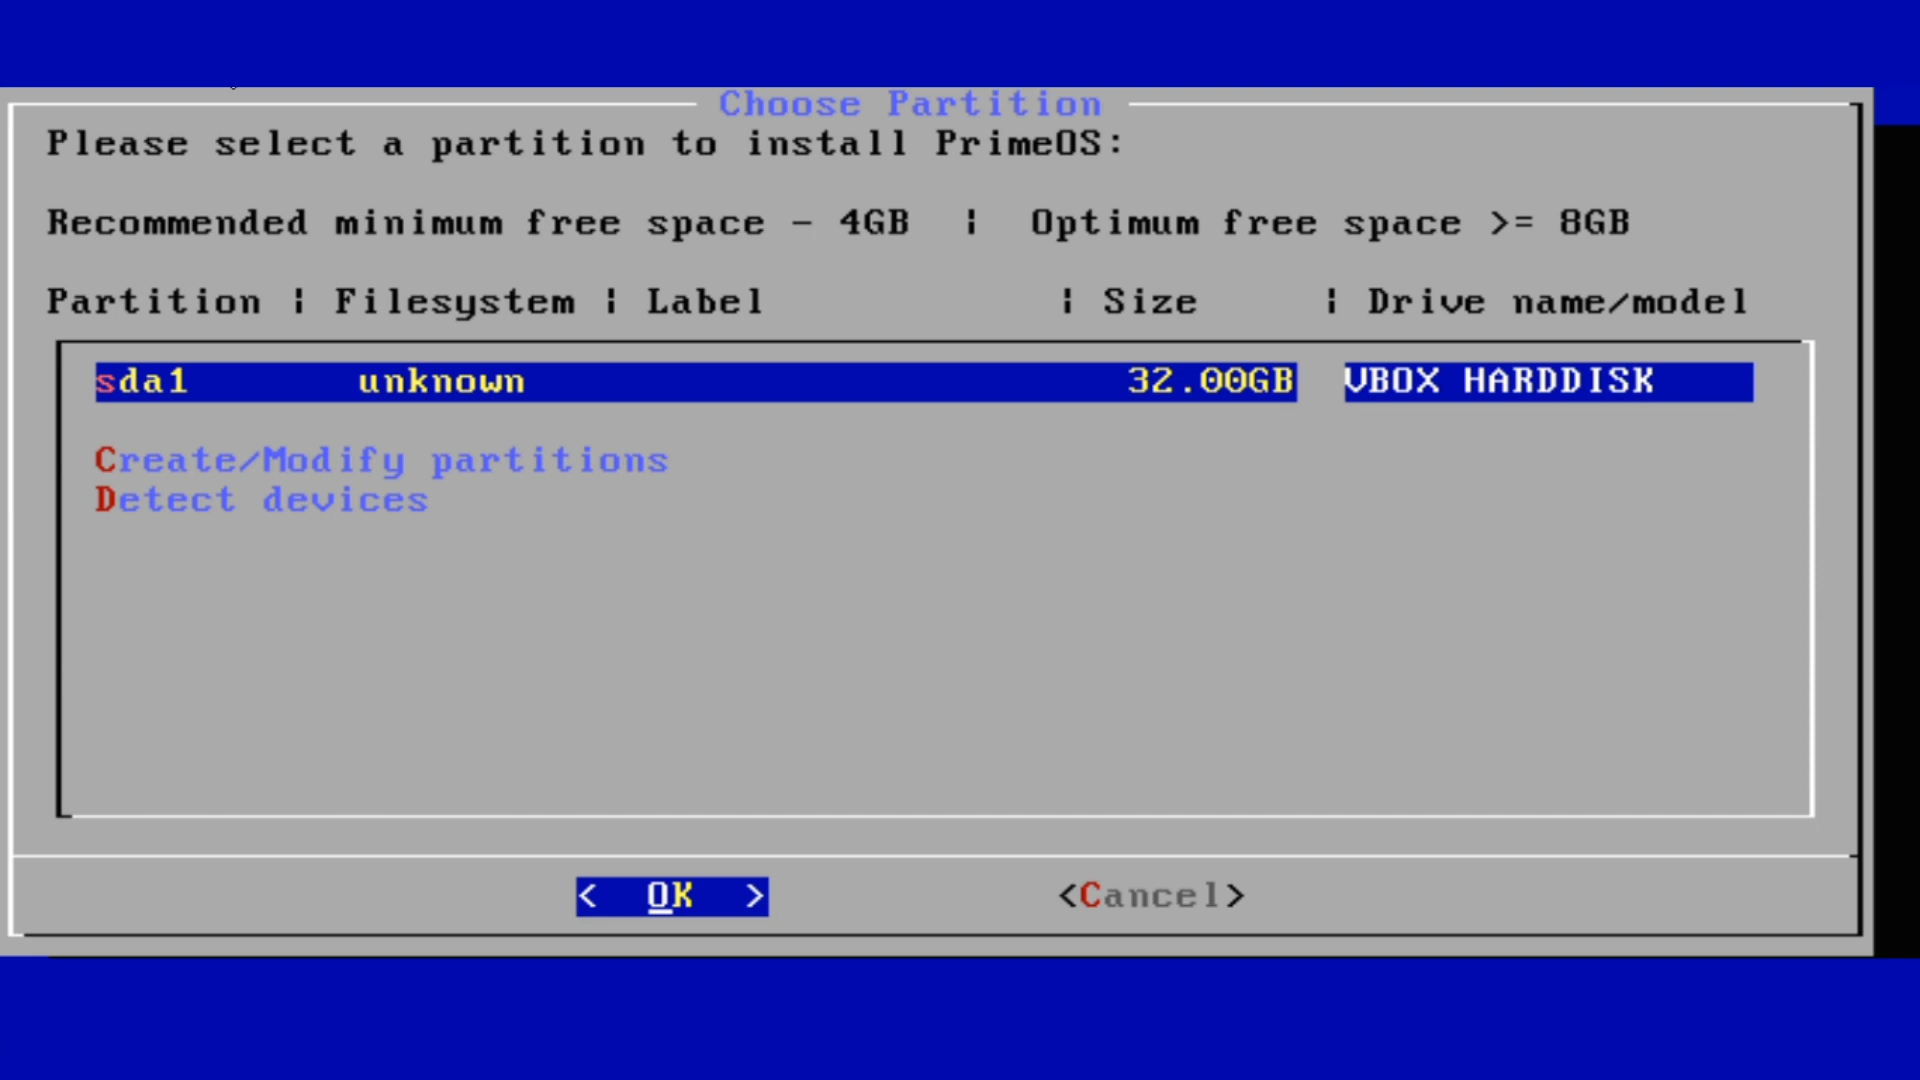 Choose Partition
Please select a partition to install PrimeOS:
Recommended minimum free space - 4GB ¦ Optimum free space >= 8GB
Partition ¦ Filesystem ¦ Label ¦ Size ¦ Drive name/model
sda1 unknown 32.00GB VBOX HARDDISK
Create/Modify partitions
Detect devices
< OK > <Cancel>